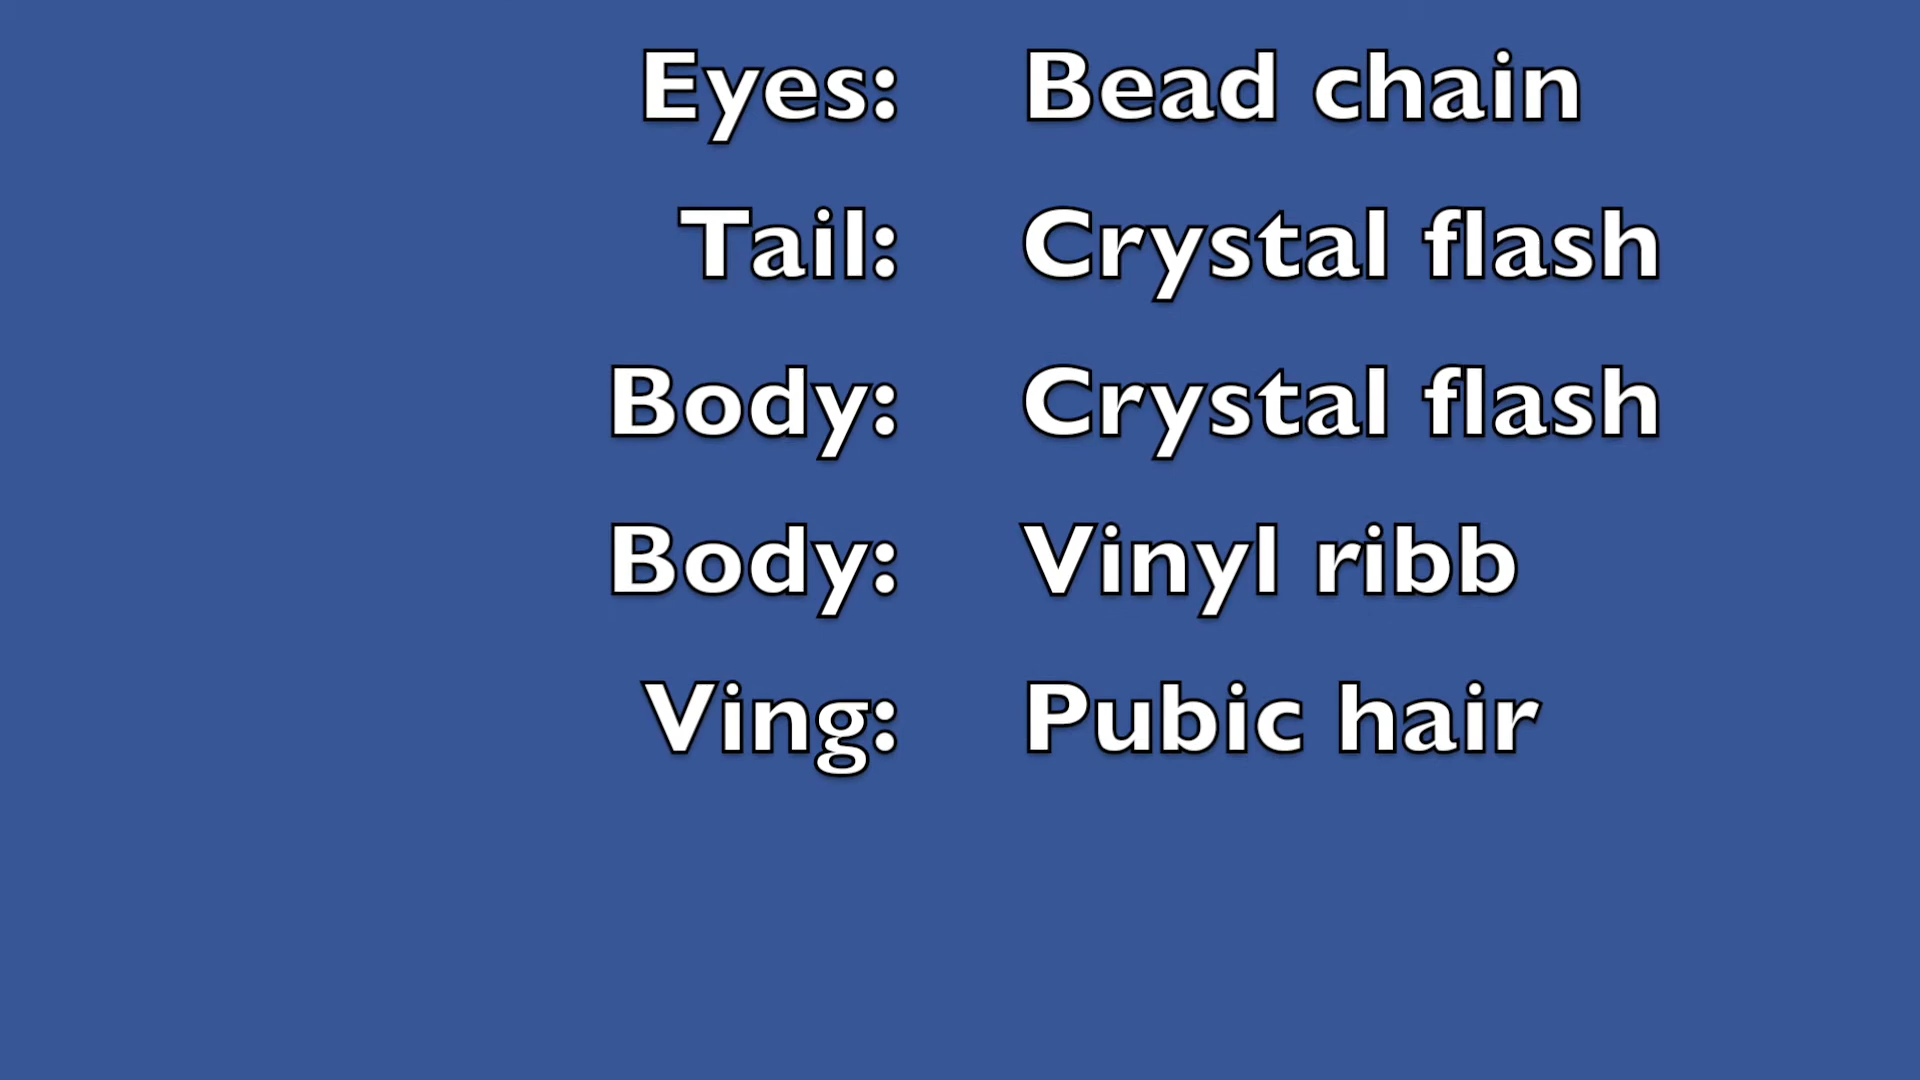 Eyes: Bead chain
Tail: Crystal flash
Body: Crystal flash
Body: Vinyl ribb
Ving: Pubic hair